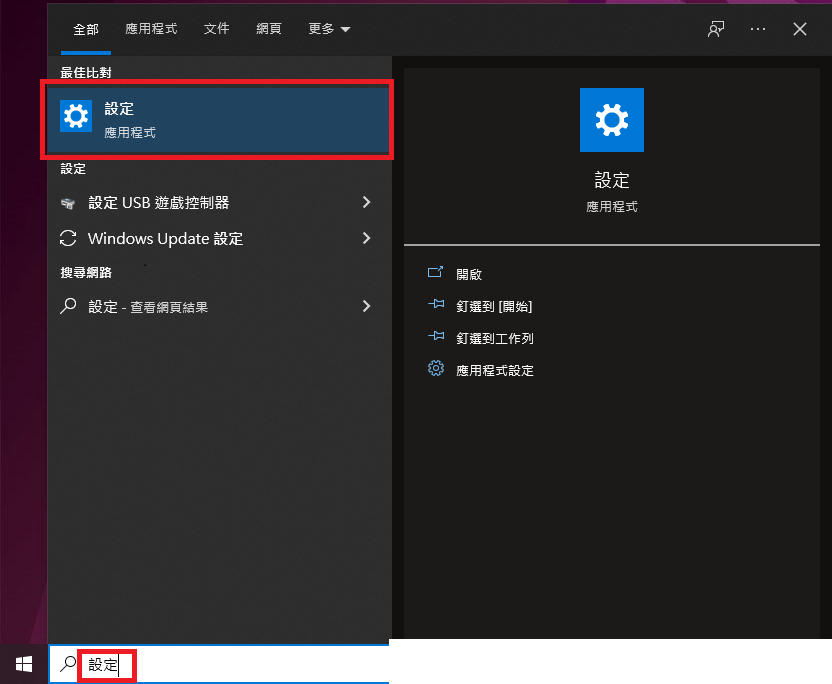 全部 應用程式 文件 網頁 更多
最佳比對
設定
應用程式
設定
設定 USB 遊戲控制器
Windows Update 設定
搜尋網路
設定 - 查看網頁結果
設定
應用程式
開啟
釘選到 [開始]
釘選到工作列
應用程式設定
設定